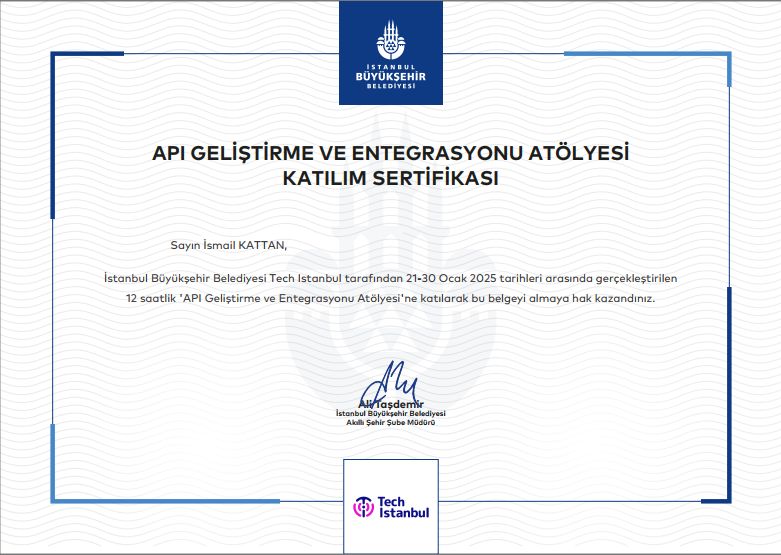 İSTANBUL
BÜYÜKŞEHİR
BELEDİYESİ
API GELİŞTİRME VE ENTEGRASYONU ATÖLYESİ
KATILIM SERTİFİKASI
Sayın İsmail KATTAN,
İstanbul Büyükşehir Belediyesi Tech Istanbul tarafından 21-30 Ocak 2025 tarihleri arasında gerçekleştirilen
12 saatlik 'API Geliştirme ve Entegrasyonu Atölyesi'ne katılarak bu belgeyi almaya hak kazandınız.
Ali Taşdemir
İstanbul Büyükşehir Belediyesi
Akıllı Şehir Şube Müdürü
Tech
Istanbul